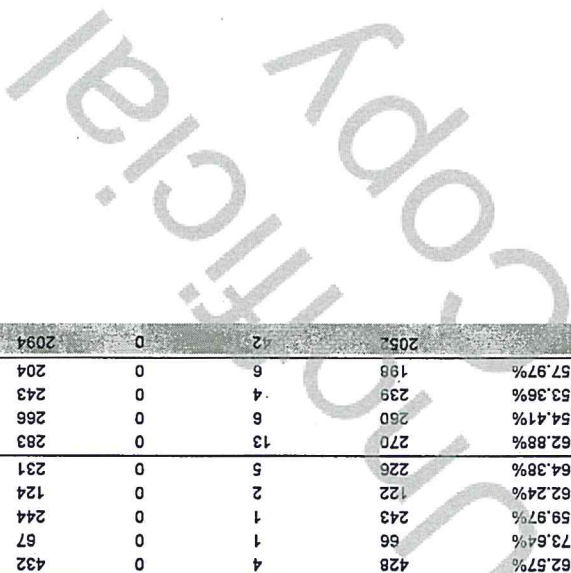 62.57% 428 4 0 432
73.64% 66 1 0 67
59.97% 243 1 0 244
62.24% 122 2 0 124
64.38% 226 5 0 231
62.88% 270 13 0 283
54.41% 260 6 0 266
53.36% 239 4 0 243
57.97% 198 6 0 204
2052 42 0 2094
Unofficial
Copy